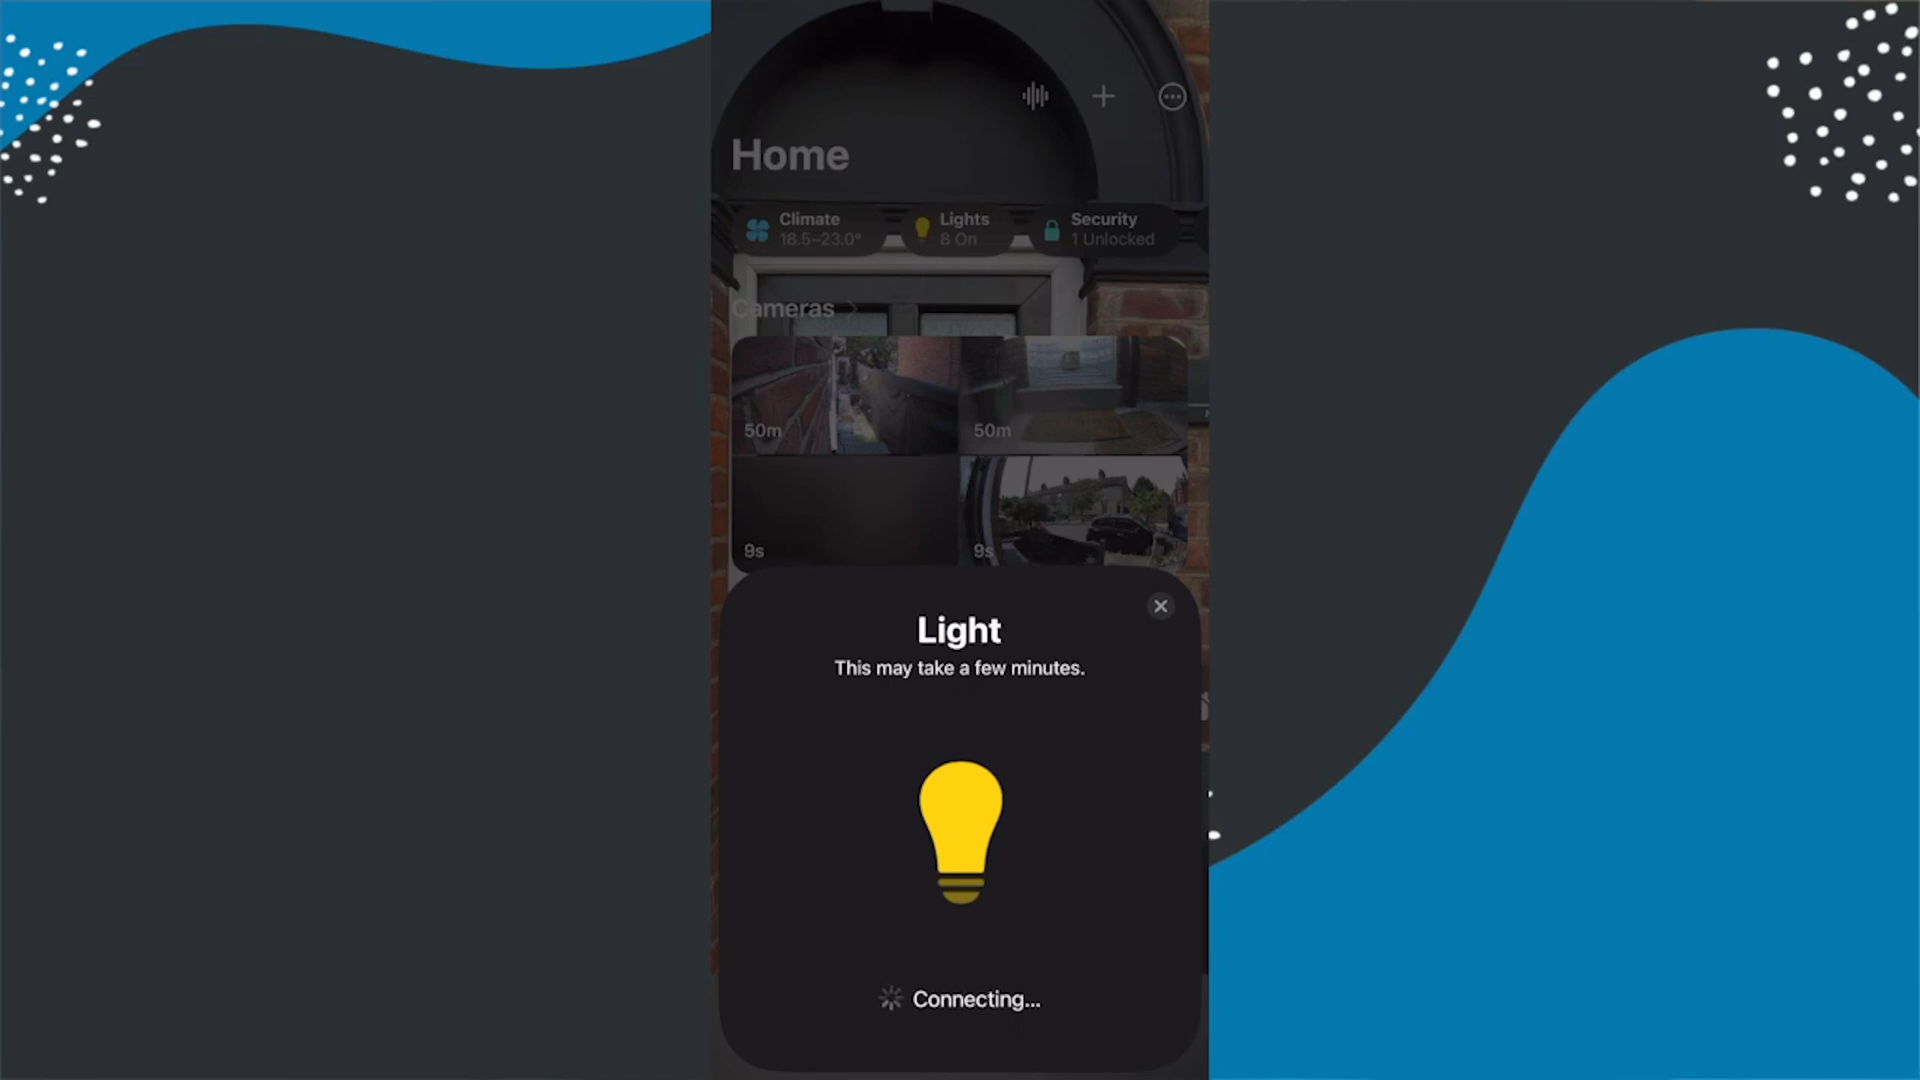 Home
Climate
18.5–23.0°
Lights
8 On
Security
1 Unlocked
Cameras
50m
50m
9s
9s
Light
This may take a few minutes.
Connecting...